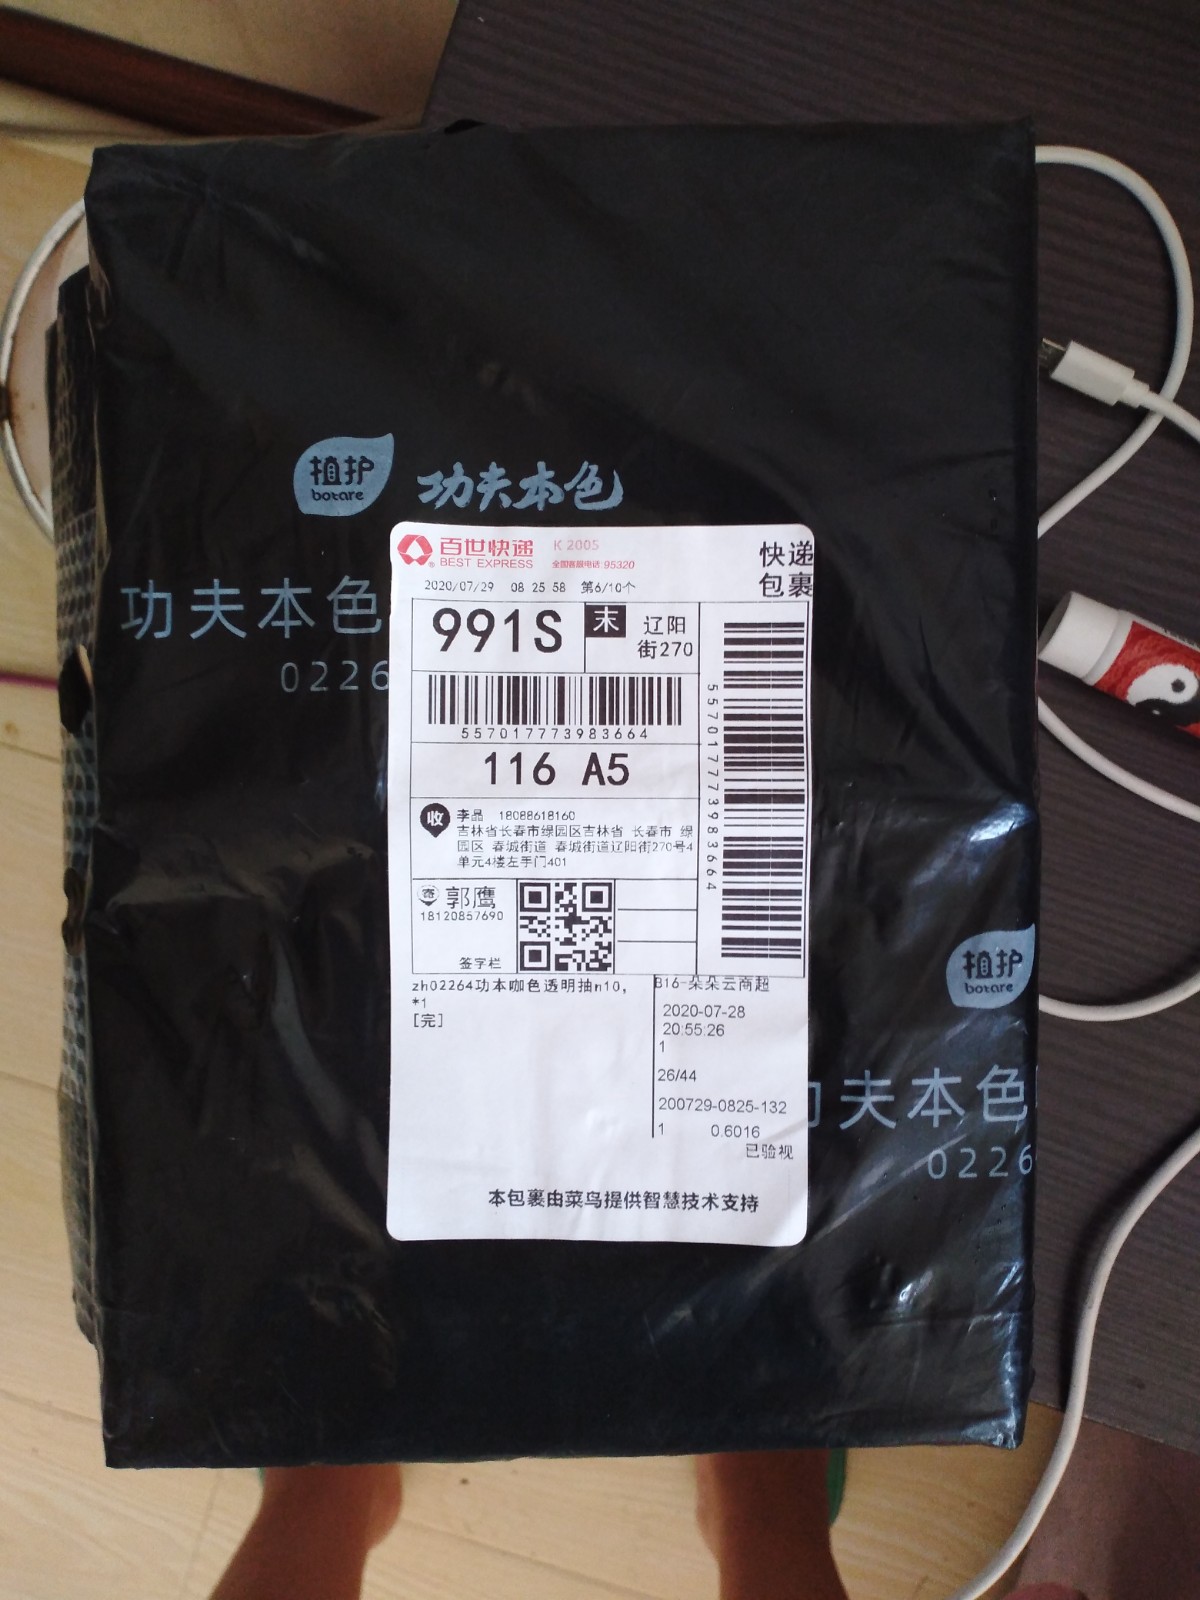 植护
botare
功夫本色
功夫本色
0226
百世快递
BEST EXPRESS
K 2005
全国客服电话:95320
快递
包裹
2020/07/29 08 25 58 第6/10个
991S
末
辽阳
街270
557017773983664
116 A5
557017773983664
收
李晶 18088618160
吉林省长春市绿园区吉林省 长春市 绿
园区 春城街道 春城街道辽阳街270号4
单元4楼左手门401
寄
郭鹰
18120857690
签字栏
zh02264功本咖色透明抽n10,
*1
[完]
B16-朵朵云商超
2020-07-28
20:55:26
1
26/44
200729-0825-132
1 0.6016
已验视
本包裹由菜鸟提供智慧技术支持
植护
botare
夫本色
0226